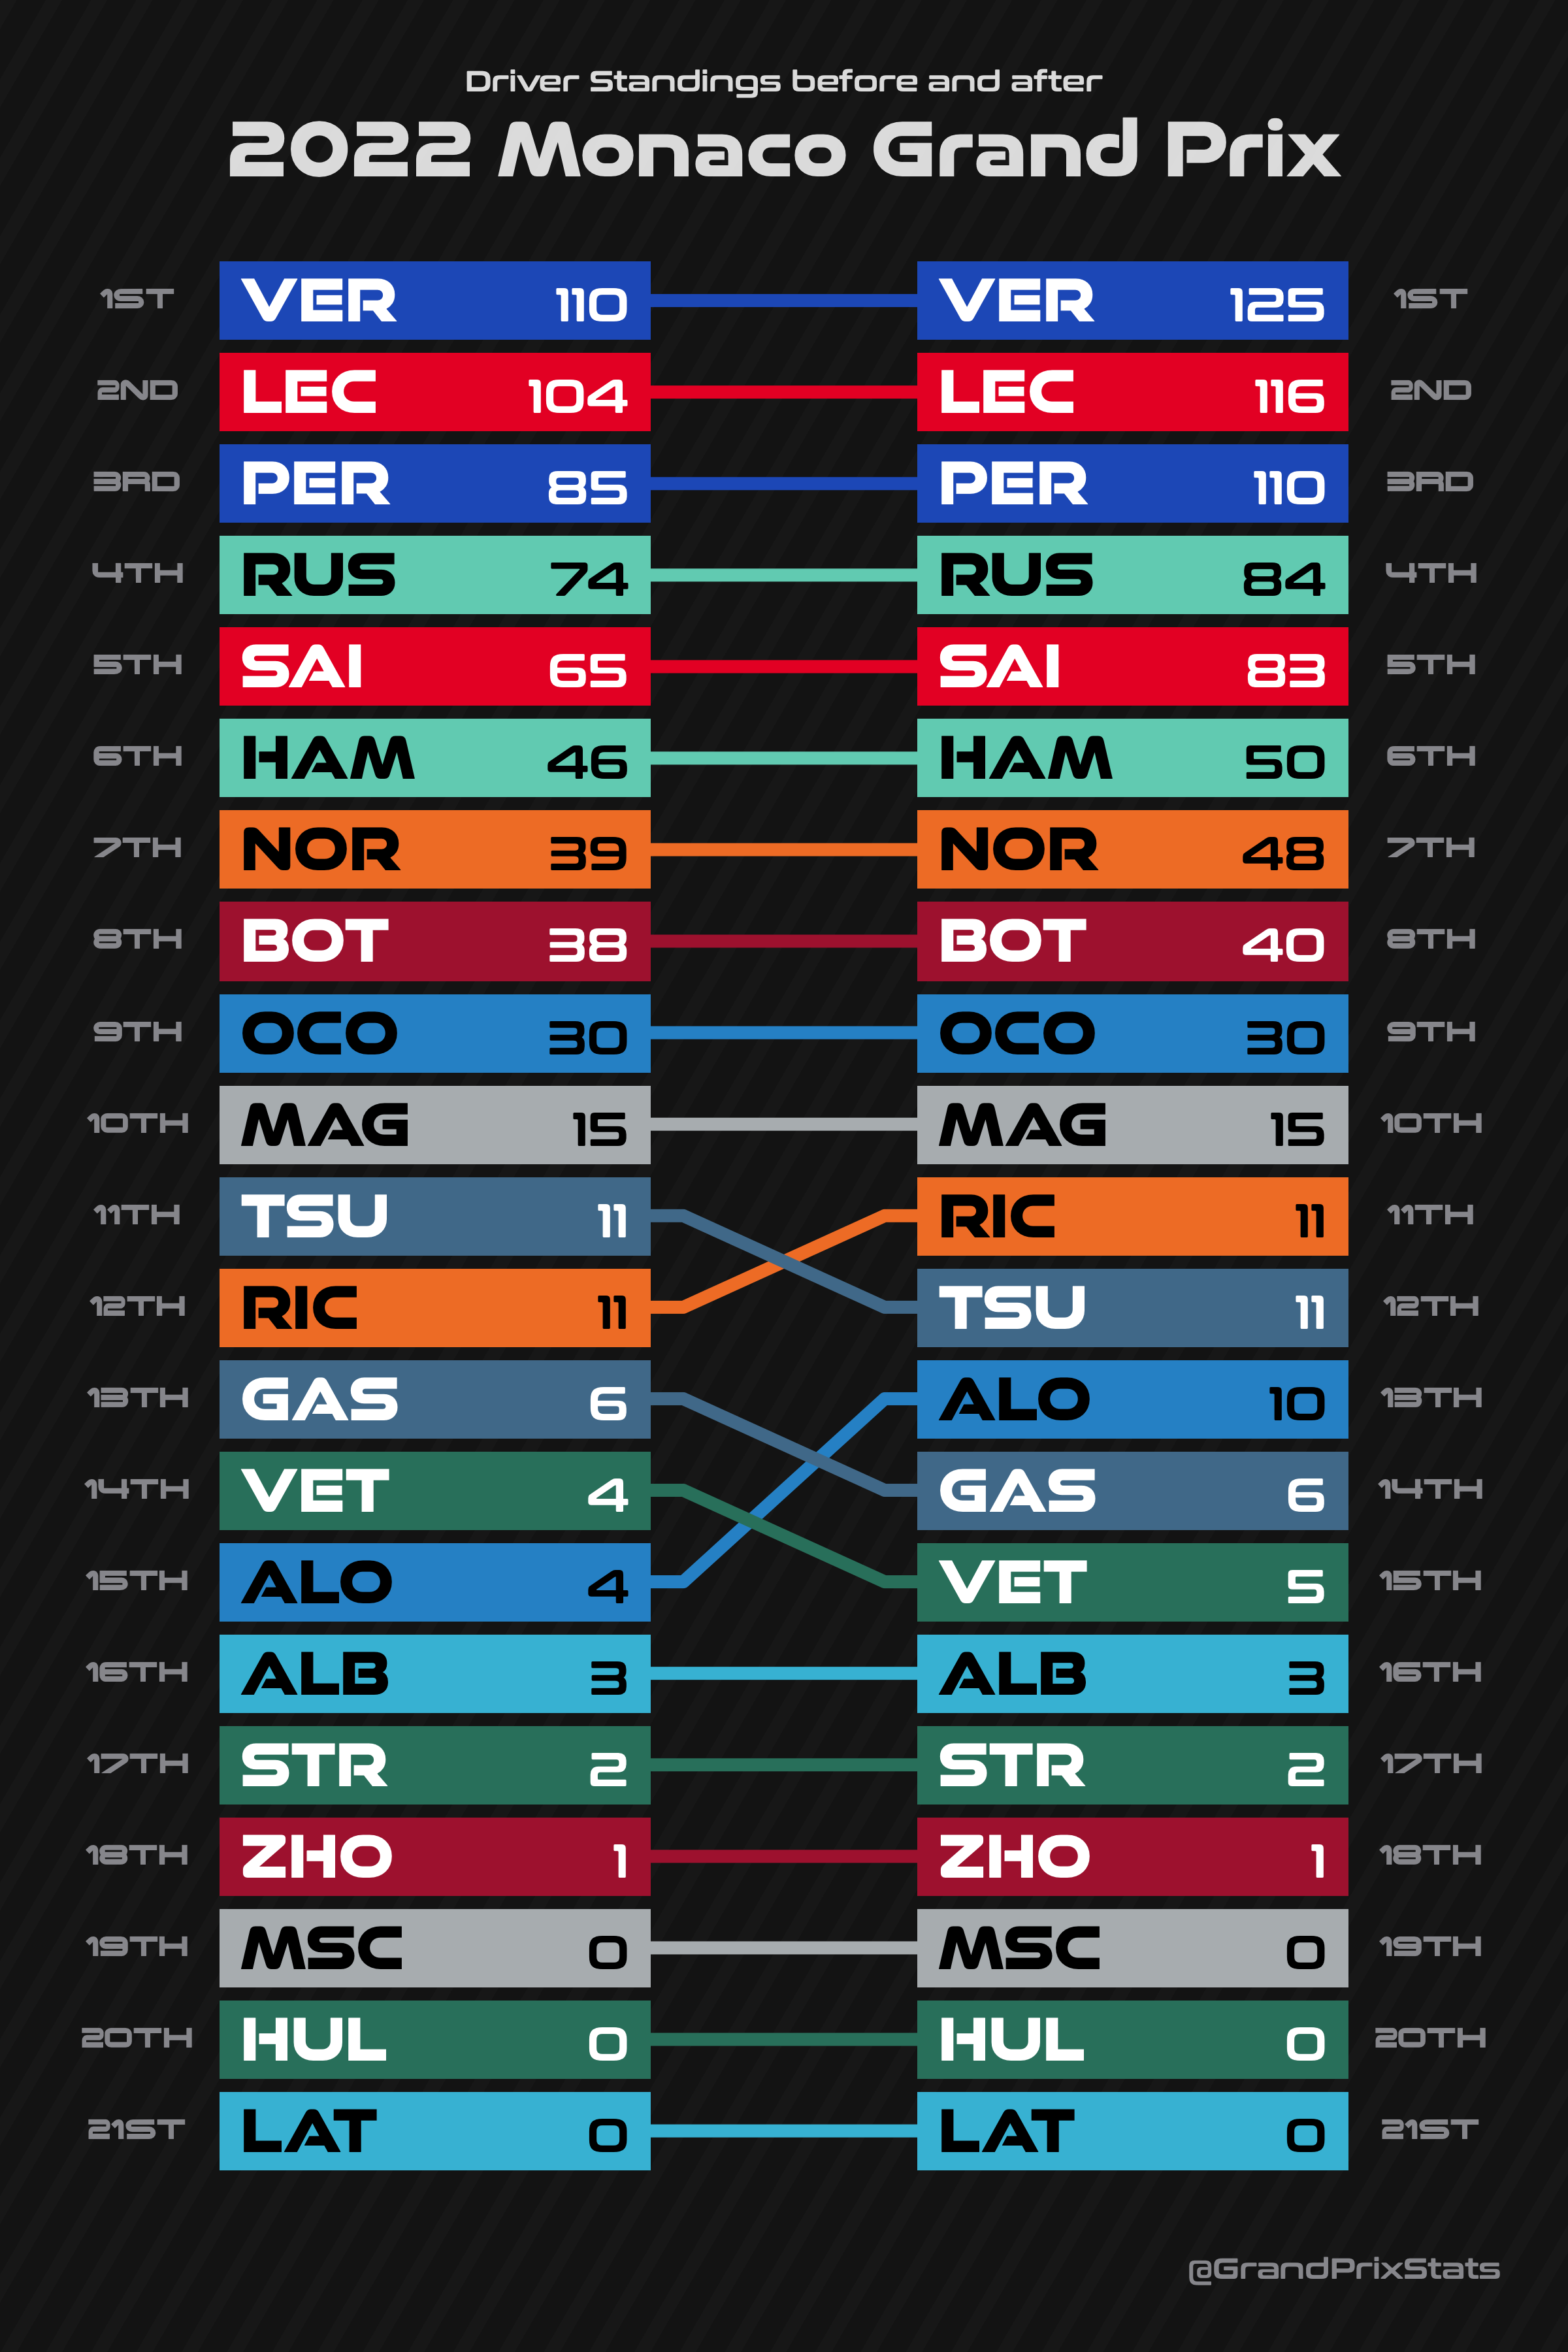 Driver Standings before and after
2022 Monaco Grand Prix
1ST VER 110 VER 125 1ST
2ND LEC 104 LEC 116 2ND
3RD PER 85 PER 110 3RD
4TH RUS 74 RUS 84 4TH
5TH SAI 65 SAI 83 5TH
6TH HAM 46 HAM 50 6TH
7TH NOR 39 NOR 48 7TH
8TH BOT 38 BOT 40 8TH
9TH OCO 30 OCO 30 9TH
10TH MAG 15 MAG 15 10TH
11TH TSU 11 RIC 11 11TH
12TH RIC 11 TSU 11 12TH
13TH GAS 6 ALO 10 13TH
14TH VET 4 GAS 6 14TH
15TH ALO 4 VET 5 15TH
16TH ALB 3 ALB 3 16TH
17TH STR 2 STR 2 17TH
18TH ZHO 1 ZHO 1 18TH
19TH MSC 0 MSC 0 19TH
20TH HUL 0 HUL 0 20TH
21ST LAT 0 LAT 0 21ST
@GrandPrixStats